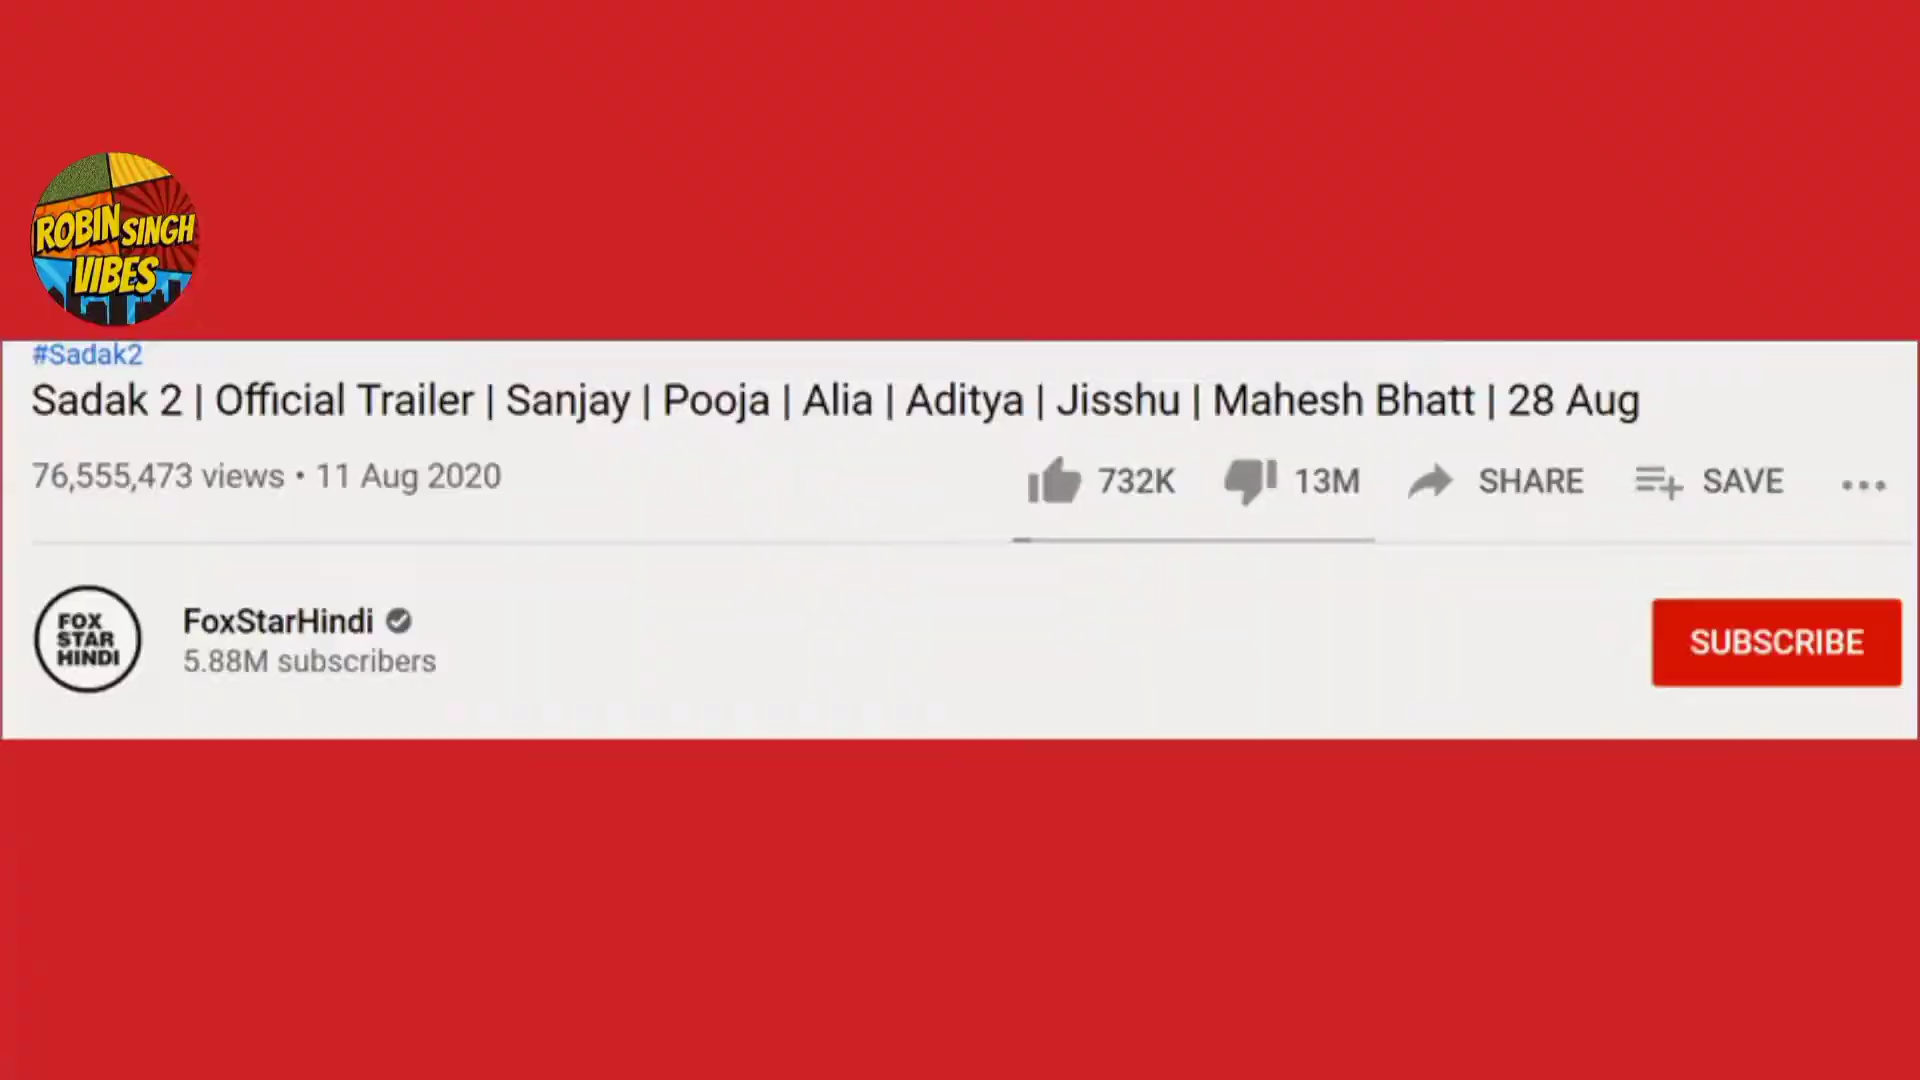 ROBIN SINGH
VIBES
#Sadak2
Sadak 2 | Official Trailer | Sanjay | Pooja | Alia | Aditya | Jisshu | Mahesh Bhatt | 28 Aug
76,555,473 views • 11 Aug 2020
732K
13M
SHARE
SAVE
FOX
STAR
HINDI
FoxStarHindi
5.88M subscribers
SUBSCRIBE